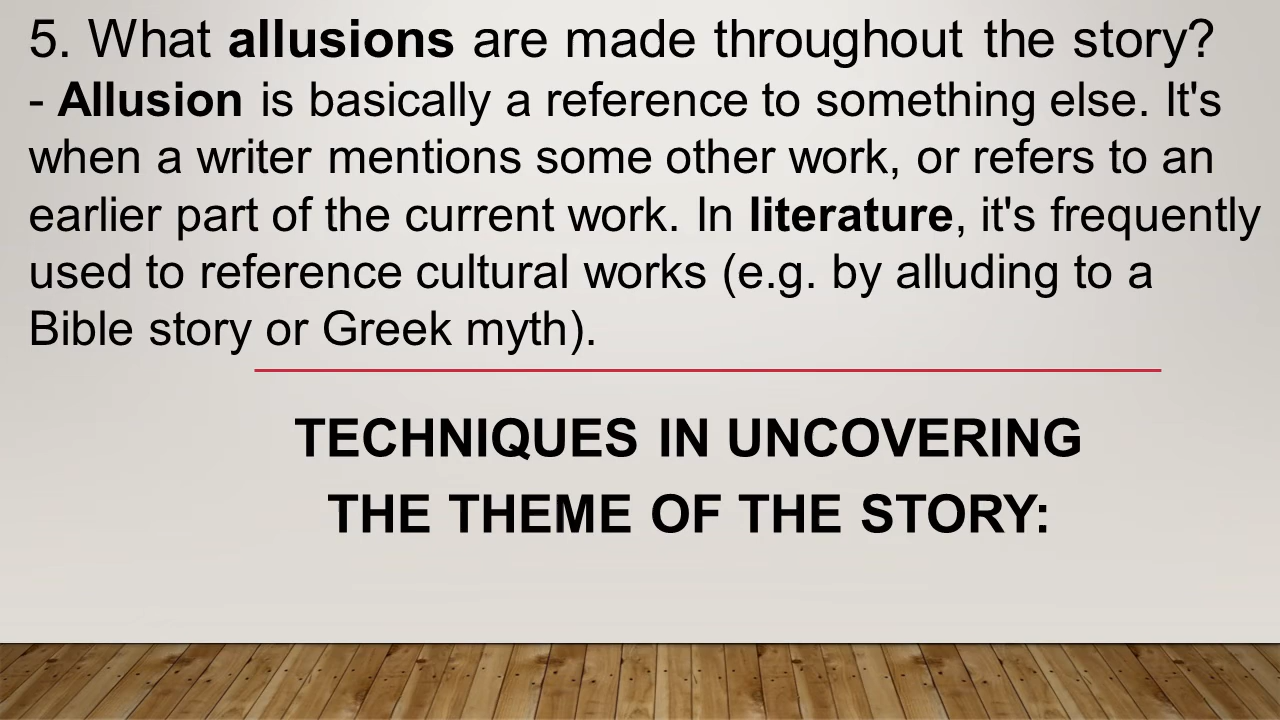 5. What allusions are made throughout the story?
- Allusion is basically a reference to something else. It's
when a writer mentions some other work, or refers to an
earlier part of the current work. In literature, it's frequently
used to reference cultural works (e.g. by alluding to a
Bible story or Greek myth).
TECHNIQUES IN UNCOVERING
THE THEME OF THE STORY: